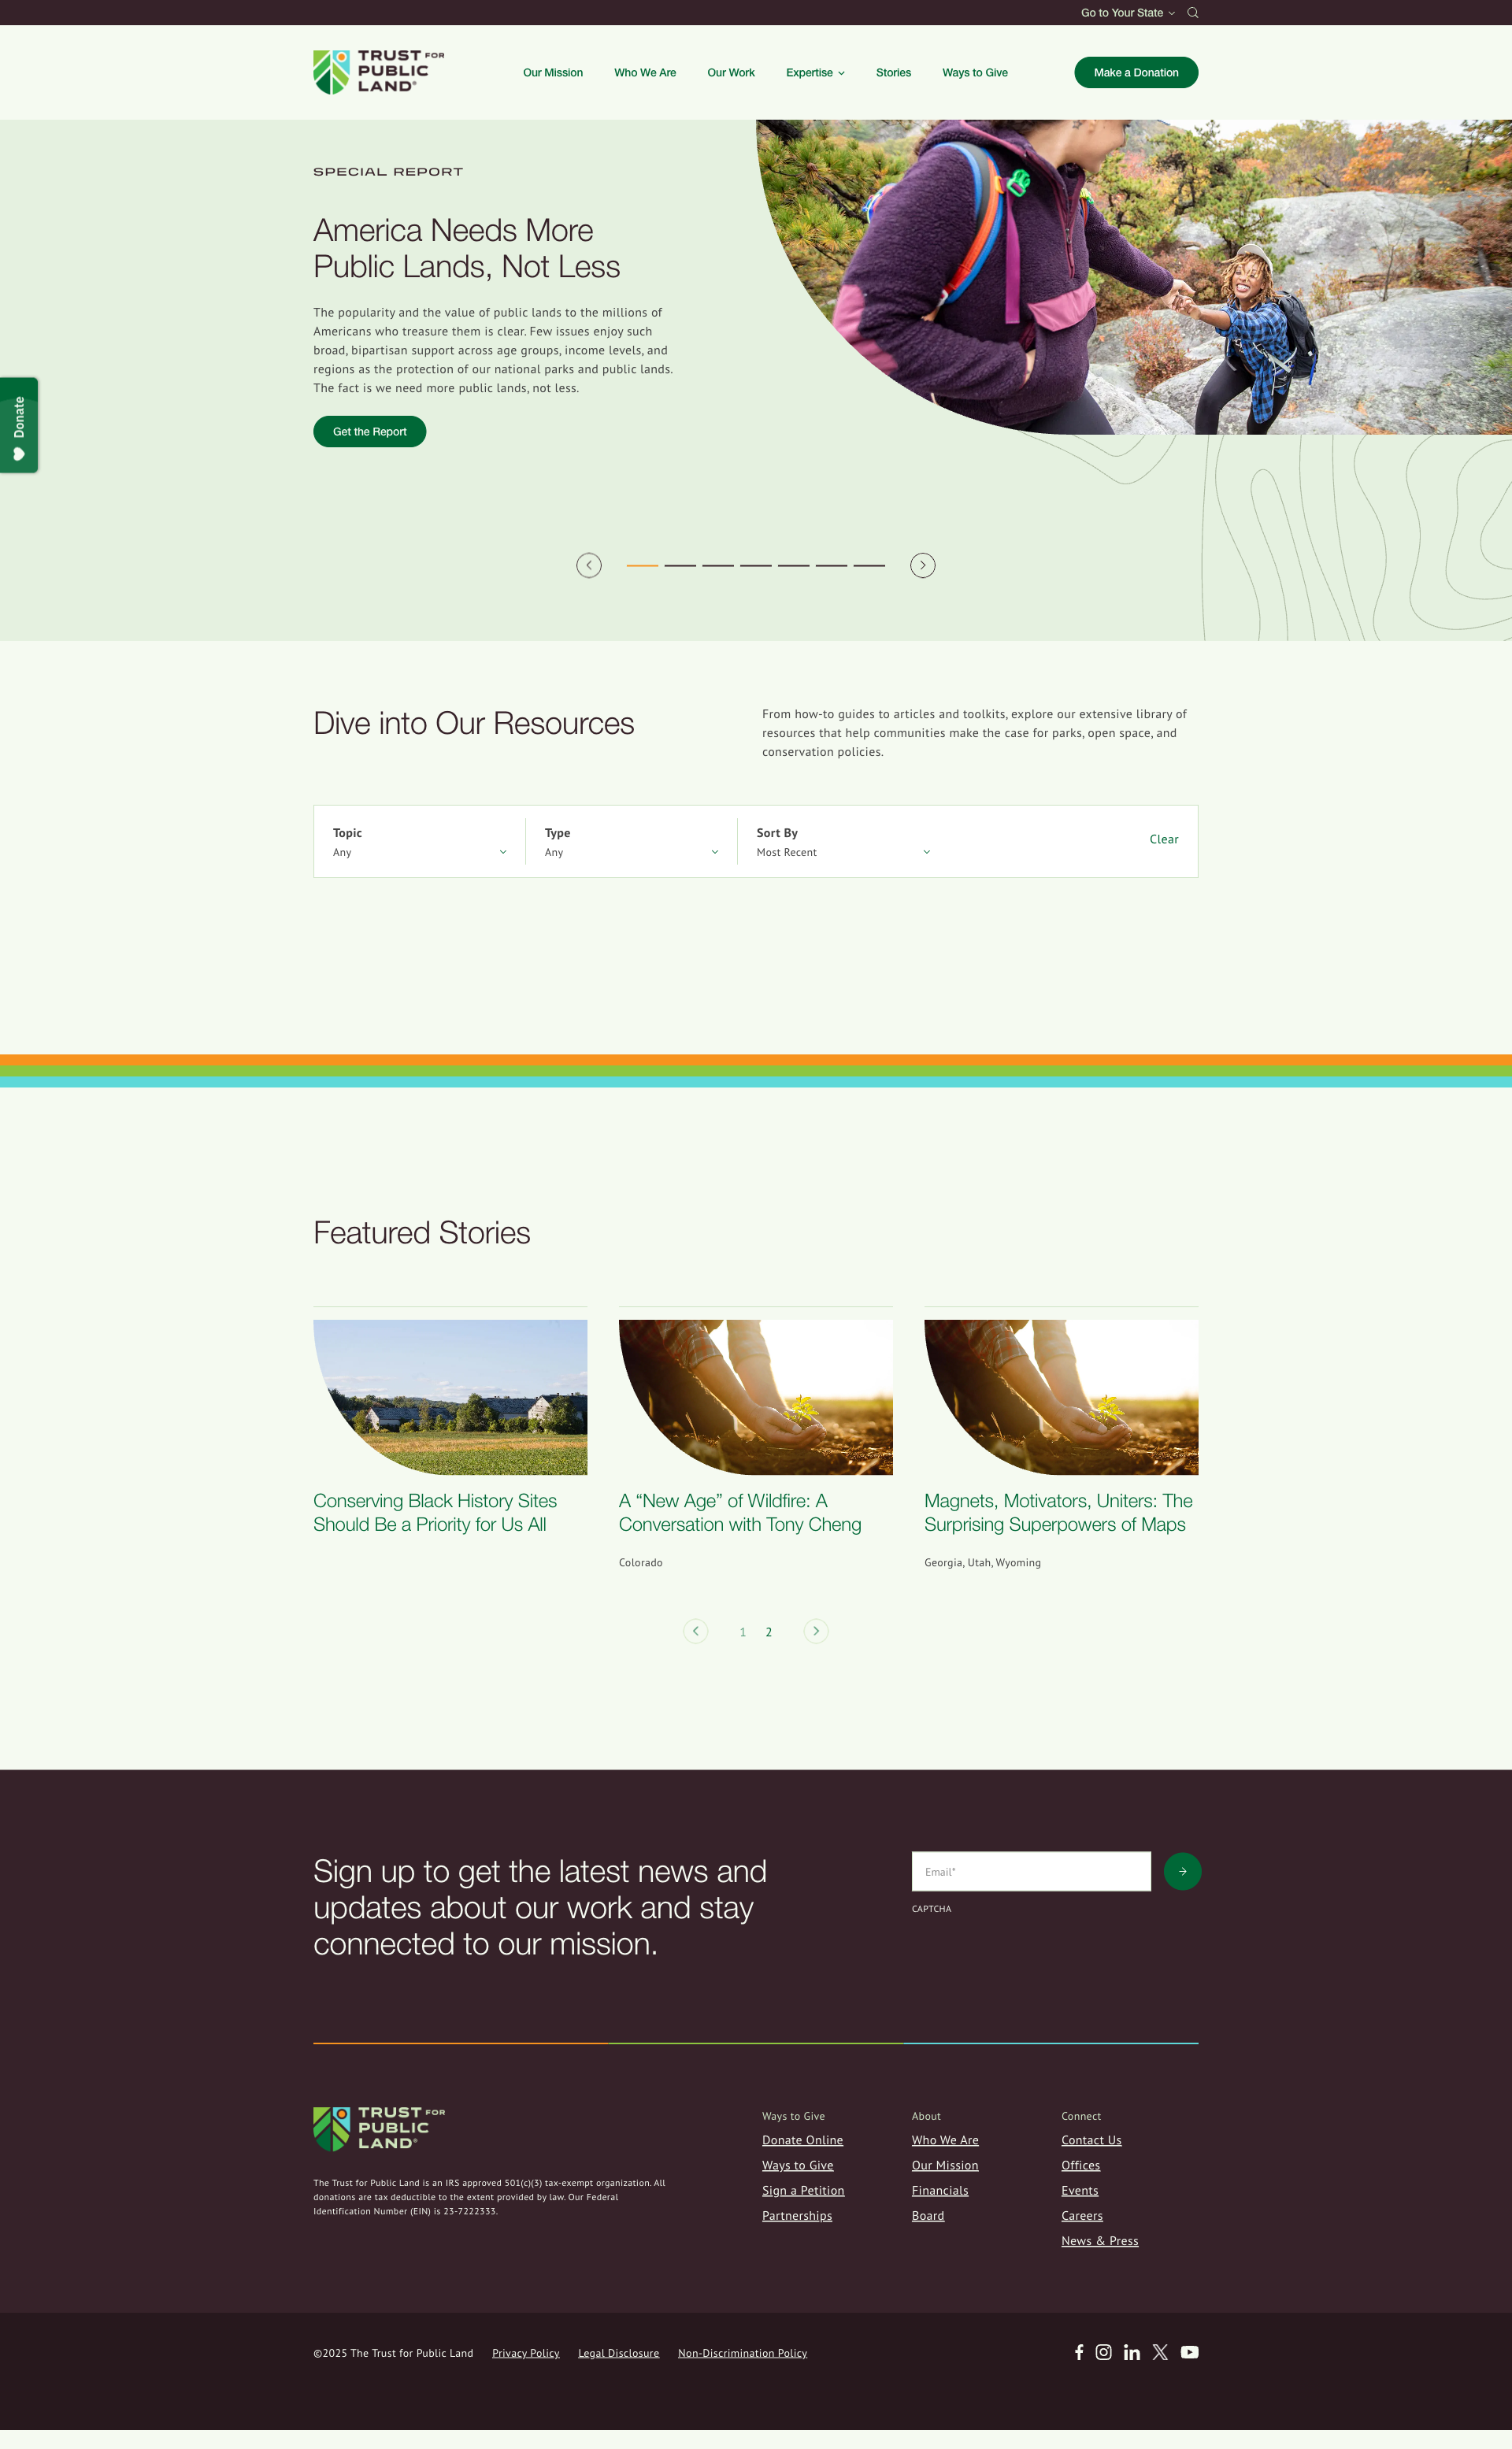 Go to Your State
TRUST FOR
PUBLIC
LAND®
Our Mission
Who We Are
Our Work
Expertise
Stories
Ways to Give
Make a Donation
SPECIAL REPORT
America Needs More
Public Lands, Not Less
The popularity and the value of public lands to the millions of
Americans who treasure them is clear. Few issues enjoy such
broad, bipartisan support across age groups, income levels, and
regions as the protection of our national parks and public lands.
The fact is we need more public lands, not less.
Get the Report
Donate
Dive into Our Resources
From how-to guides to articles and toolkits, explore our extensive library of
resources that help communities make the case for parks, open space, and
conservation policies.
Topic
Any
Type
Any
Sort By
Most Recent
Clear
Featured Stories
Conserving Black History Sites
Should Be a Priority for Us All
A “New Age” of Wildfire: A
Conversation with Tony Cheng
Colorado
Magnets, Motivators, Uniters: The
Surprising Superpowers of Maps
Georgia, Utah, Wyoming
1 2
Sign up to get the latest news and
updates about our work and stay
connected to our mission.
Email*
CAPTCHA
TRUST FOR
PUBLIC
LAND®
The Trust for Public Land is an IRS approved 501(c)(3) tax-exempt organization. All
donations are tax deductible to the extent provided by law. Our Federal
Identification Number (EIN) is 23-7222333.
Ways to Give
Donate Online
Ways to Give
Sign a Petition
Partnerships
About
Who We Are
Our Mission
Financials
Board
Connect
Contact Us
Offices
Events
Careers
News & Press
©2025 The Trust for Public Land
Privacy Policy
Legal Disclosure
Non-Discrimination Policy